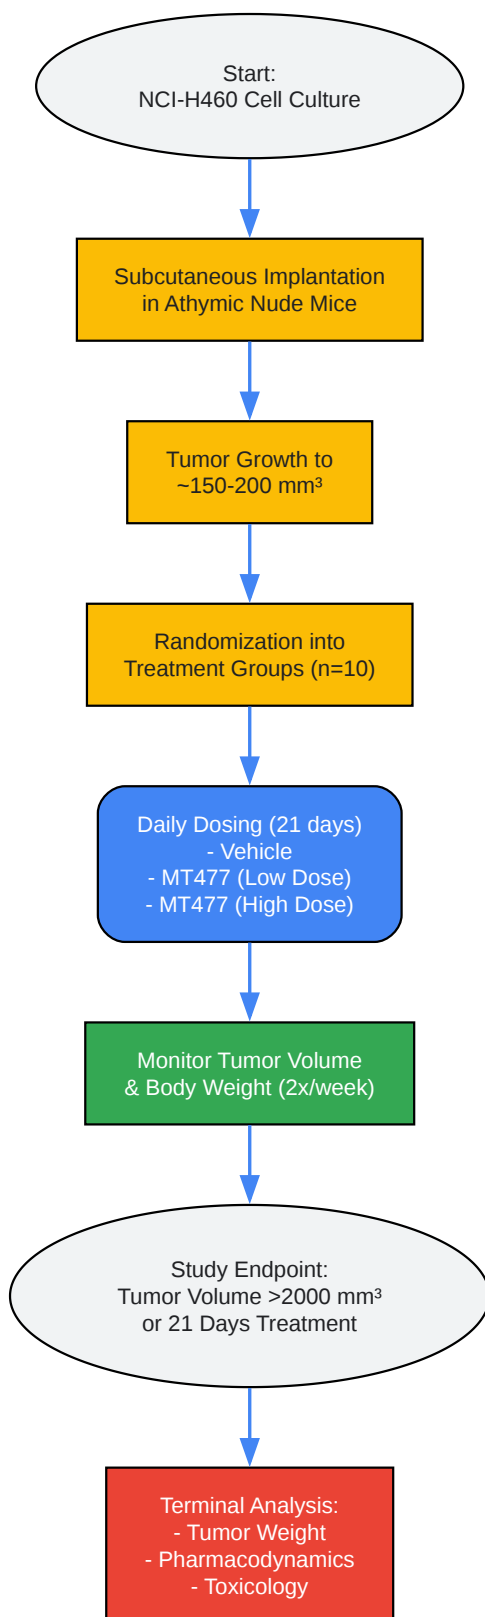 Start:
NCI-H460 Cell Culture
Subcutaneous Implantation
in Athymic Nude Mice
Tumor Growth to
~150-200 mm³
Randomization into
Treatment Groups (n=10)
Daily Dosing (21 days)
- Vehicle
- MT477 (Low Dose)
- MT477 (High Dose)
Monitor Tumor Volume
& Body Weight (2x/week)
Study Endpoint:
Tumor Volume >2000 mm³
or 21 Days Treatment
Terminal Analysis:
- Tumor Weight
- Pharmacodynamics
- Toxicology